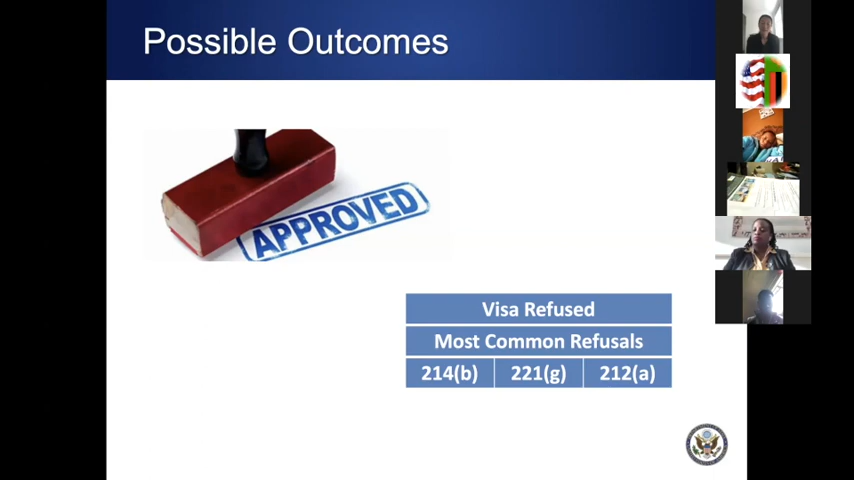 Possible Outcomes
APPROVED
Visa Refused
Most Common Refusals
214(b) 221(g) 212(a)